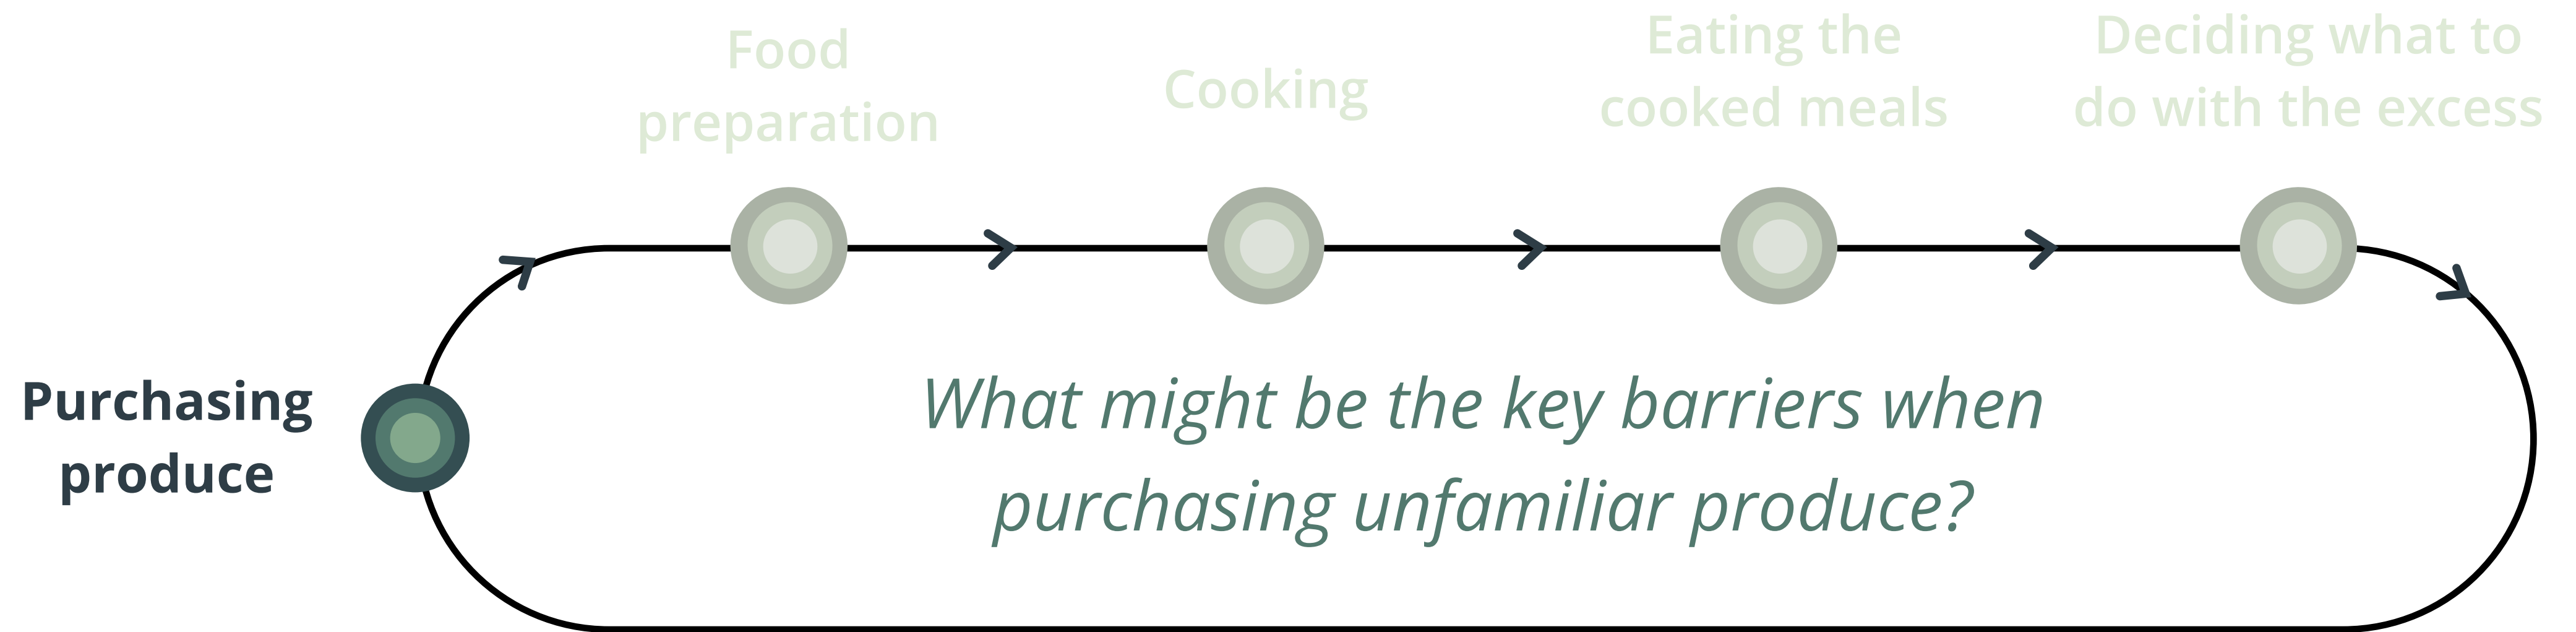 Food
preparation
Cooking
Eating the
cooked meals
Deciding what to
do with the excess
Purchasing
produce
What might be the key barriers when
purchasing unfamiliar produce?